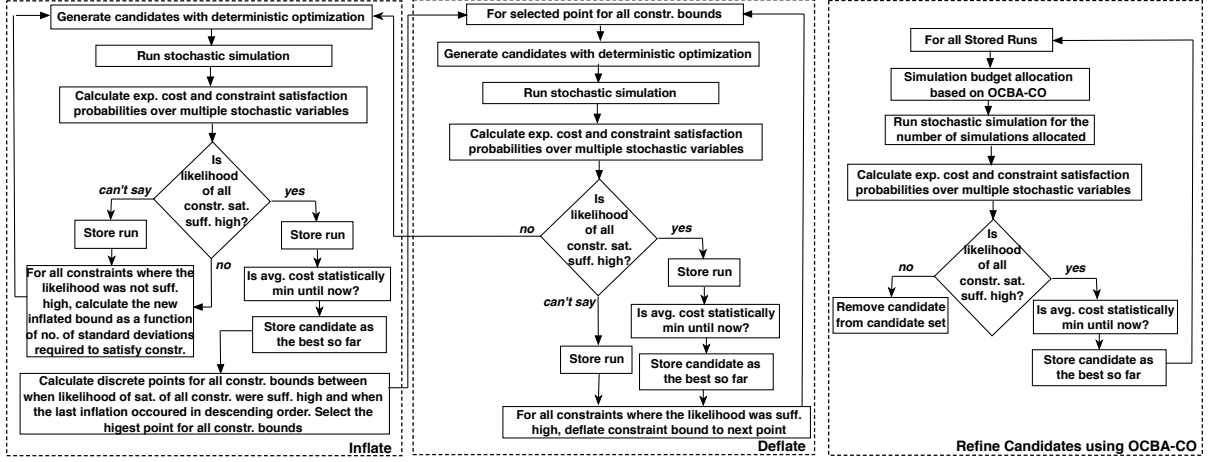 Generate candidates with deterministic optimization
Run stochastic simulation
Calculate exp. cost and constraint satisfaction
probabilities over multiple stochastic variables
Is
likelihood
of all
constr. sat.
suff. high?
can't say
yes
no
Store run
Store run
For all constraints where the
likelihood was not suff.
high, calculate the new
inflated bound as a function
of no. of standard deviations
required to satisfy constr.
Is avg. cost statistically
min until now?
Store candidate as
the best so far
Calculate discrete points for all constr. bounds between
when likelihood of sat. of all constr. were suff. high and when
the last inflation occoured in descending order. Select the
higest point for all constr. bounds
Inflate
For selected point for all constr. bounds
Generate candidates with deterministic optimization
Run stochastic simulation
Calculate exp. cost and constraint satisfaction
probabilities over multiple stochastic variables
Is
likelihood
of all
constr. sat.
suff. high?
no
yes
can't say
Store run
Is avg. cost statistically
min until now?
Store run
Store candidate as
the best so far
For all constraints where the likelihood was suff.
high, deflate constraint bound to next point
Deflate
For all Stored Runs
Simulation budget allocation
based on OCBA-CO
Run stochastic simulation for the
number of simulations allocated
Calculate exp. cost and constraint satisfaction
probabilities over multiple stochastic variables
Is
likelihood
of all
constr. sat.
suff. high?
no
yes
Remove candidate
from candidate set
Is avg. cost statistically
min until now?
Store candidate as
the best so far
Refine Candidates using OCBA-CO